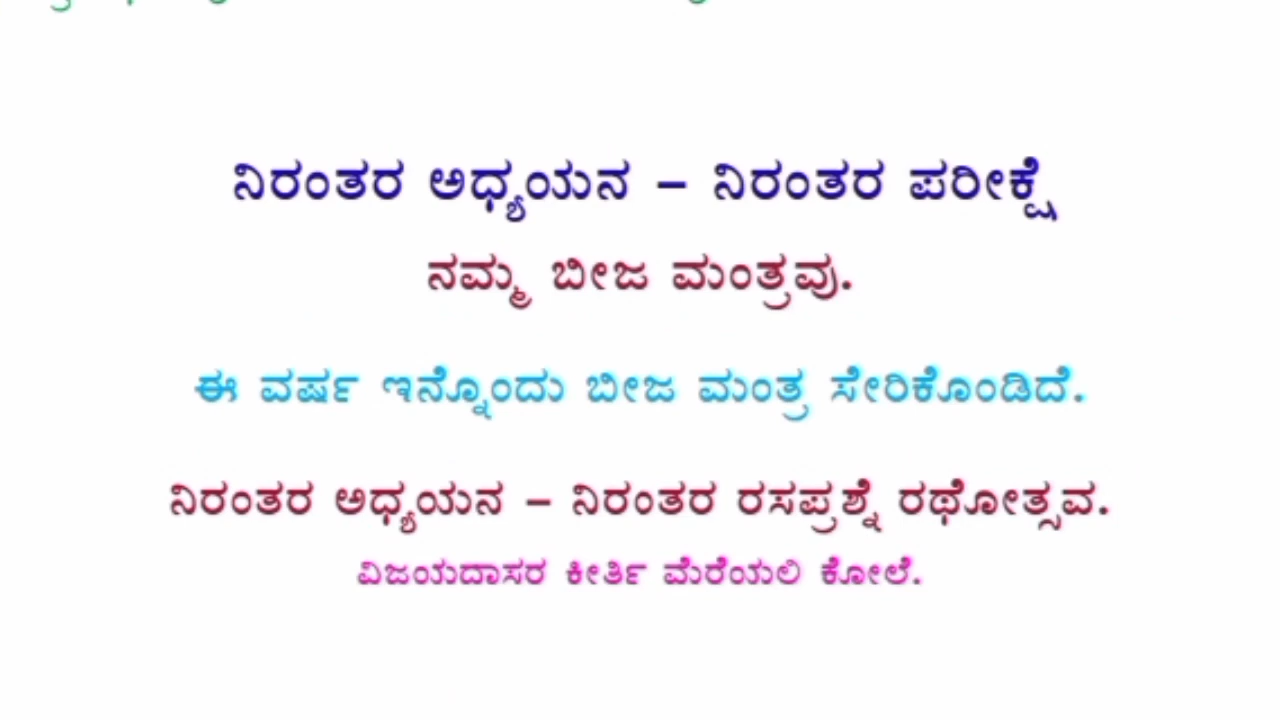 ನಿರಂತರ ಅಧ್ಯಯನ – ನಿರಂತರ ಪರೀಕ್ಷೆ
ನಮ್ಮ ಬೀಜ ಮಂತ್ರವು.
ಈ ವರ್ಷ ಇನ್ನೊಂದು ಬೀಜ ಮಂತ್ರ ಸೇರಿಕೊಂಡಿದೆ.
ನಿರಂತರ ಅಧ್ಯಯನ – ನಿರಂತರ ರಸಪ್ರಶ್ನೆ ರಥೋತ್ಸವ.
ವಿಜಯದಾಸರ ಕೀರ್ತಿ ಮೆರೆಯಲಿ ಕೋಲೆ.